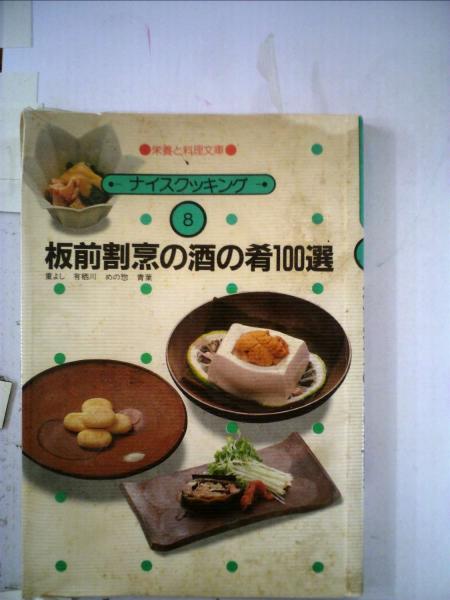 ●栄養と料理文庫●
ナイスクッキング
8
板前割烹の酒の肴100選
重よし 有栖川 めの惣 青葉